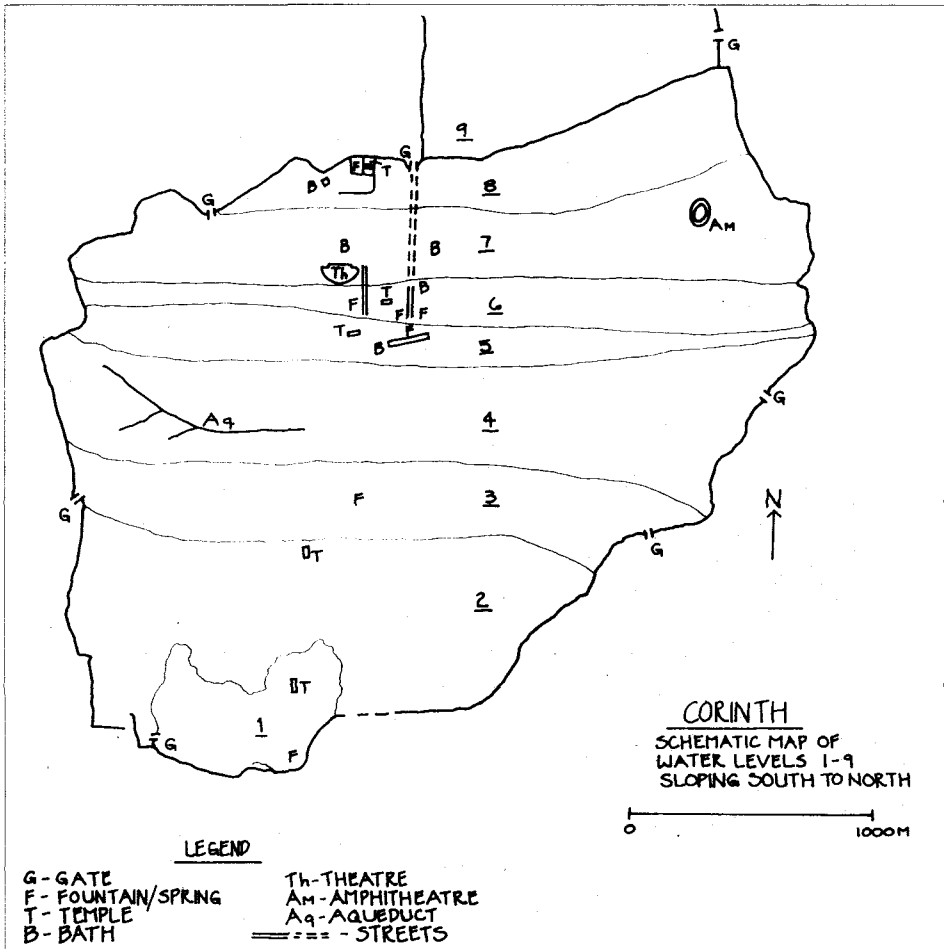 G
9
G
F T
B
8
G
Am
B B 7
Th
T B
F F F 6
T F
B 5
G
Aq 4
F 3 N
G
G
T
2
T
1
G
F
CORINTH
SCHEMATIC MAP OF
WATER LEVELS 1-9
SLOPING SOUTH TO NORTH
0 1000M
LEGEND
G - GATE
F - FOUNTAIN/SPRING
T - TEMPLE
B - BATH
Th - THEATRE
Am - AMPHITHEATRE
Aq - AQUEDUCT
- STREETS